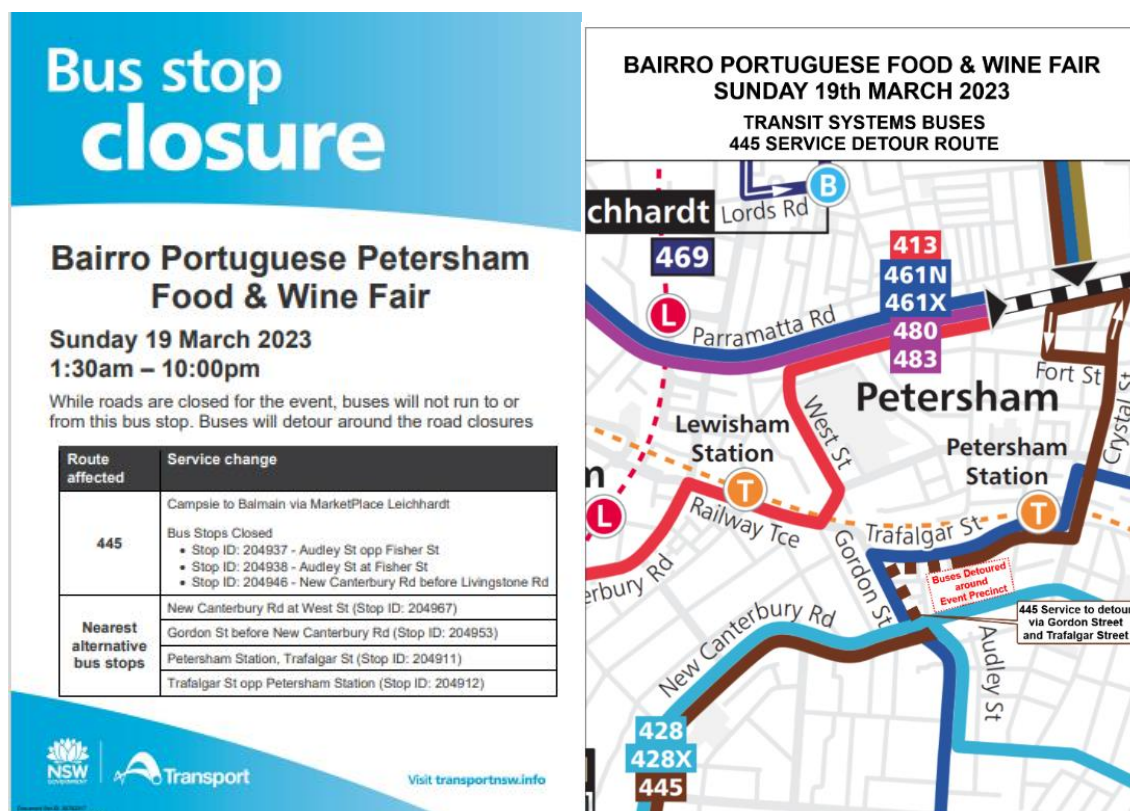 Bus stop
closure
Bairro Portuguese Petersham
Food & Wine Fair
Sunday 19 March 2023
1:30am – 10:00pm
While roads are closed for the event, buses will not run to or
from this bus stop. Buses will detour around the road closures
Route
affected
Service change
445
Campsie to Balmain via MarketPlace Leichhardt
Bus Stops Closed
• Stop ID: 204937 - Audley St opp Fisher St
• Stop ID: 204938 - Audley St at Fisher St
• Stop ID: 204946 - New Canterbury Rd before Livingstone Rd
Nearest
alternative
bus stops
New Canterbury Rd at West St (Stop ID: 204967)
Gordon St before New Canterbury Rd (Stop ID: 204953)
Petersham Station, Trafalgar St (Stop ID: 204911)
Trafalgar St opp Petersham Station (Stop ID: 204912)
NSW
GOVERNMENT
Transport
Visit transportnsw.info
BAIRRO PORTUGUESE FOOD & WINE FAIR
SUNDAY 19th MARCH 2023
TRANSIT SYSTEMS BUSES
445 SERVICE DETOUR ROUTE
B
chhardt
Lords Rd
469
413
461N
461X
480
483
L
Parramatta Rd
Fort St
Crystal St
Petersham
West St
Lewisham
Station
T
Petersham
Station
T
m
L
Railway Tce
Trafalgar St
Gordon St
erbury Rd
Buses Detoured
around
Event Precinct
445 Service to detour
via Gordon Street
and Trafalgar Street
New Canterbury Rd
Audley St
428
428X
445